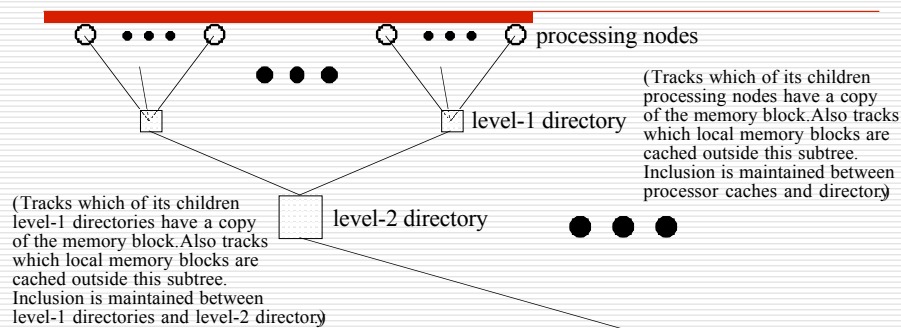 processing nodes
(Tracks which of its children
processing nodes have a copy
of the memory block.Also tracks
which local memory blocks are
cached outside this subtree.
Inclusion is maintained between
processor caches and directory)
level-1 directory
level-2 directory
(Tracks which of its children
level-1 directories have a copy
of the memory block.Also tracks
which local memory blocks are
cached outside this subtree.
Inclusion is maintained between
level-1 directories and level-2 directory)